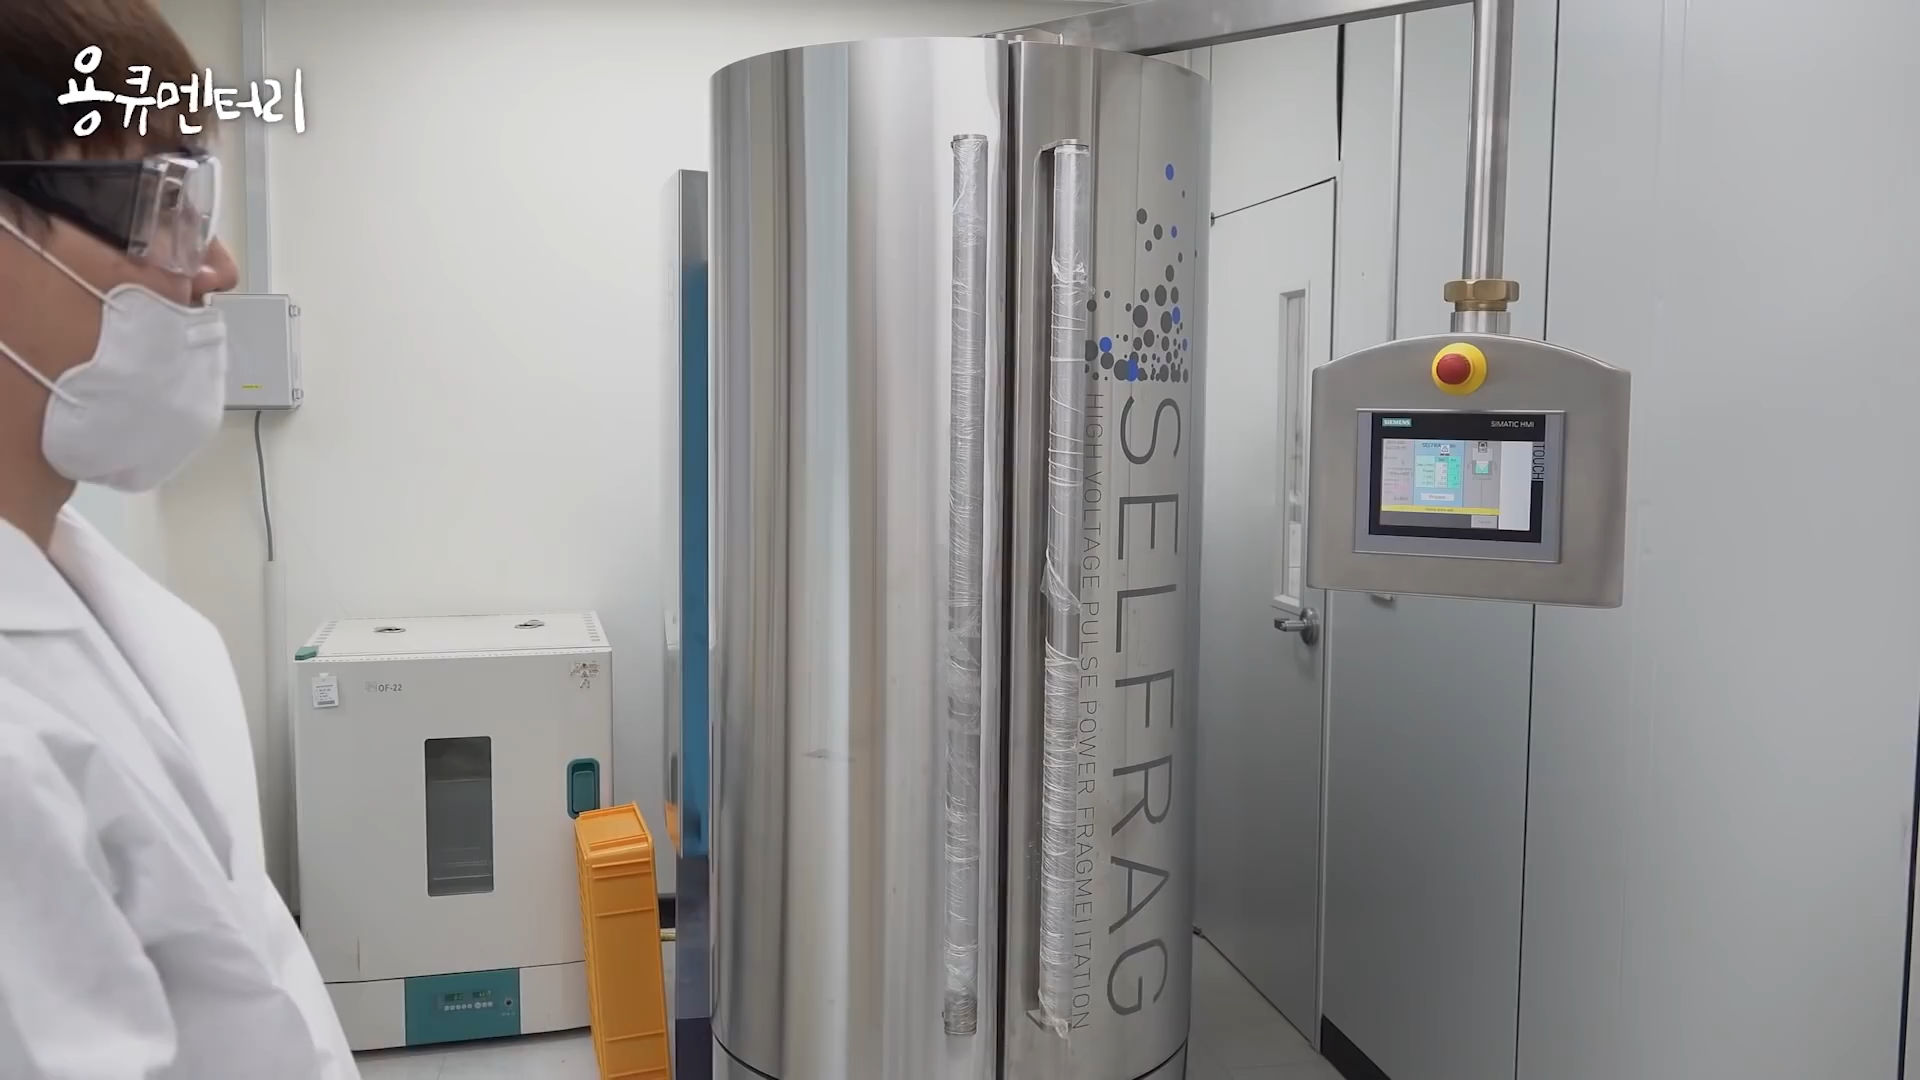 용큐멘터리
SELFRAG
HIGH VOLTAGE PULSE POWER FRAGMENTATION
SIEMENS
SIMATIC HMI
TOUCH
OF-22